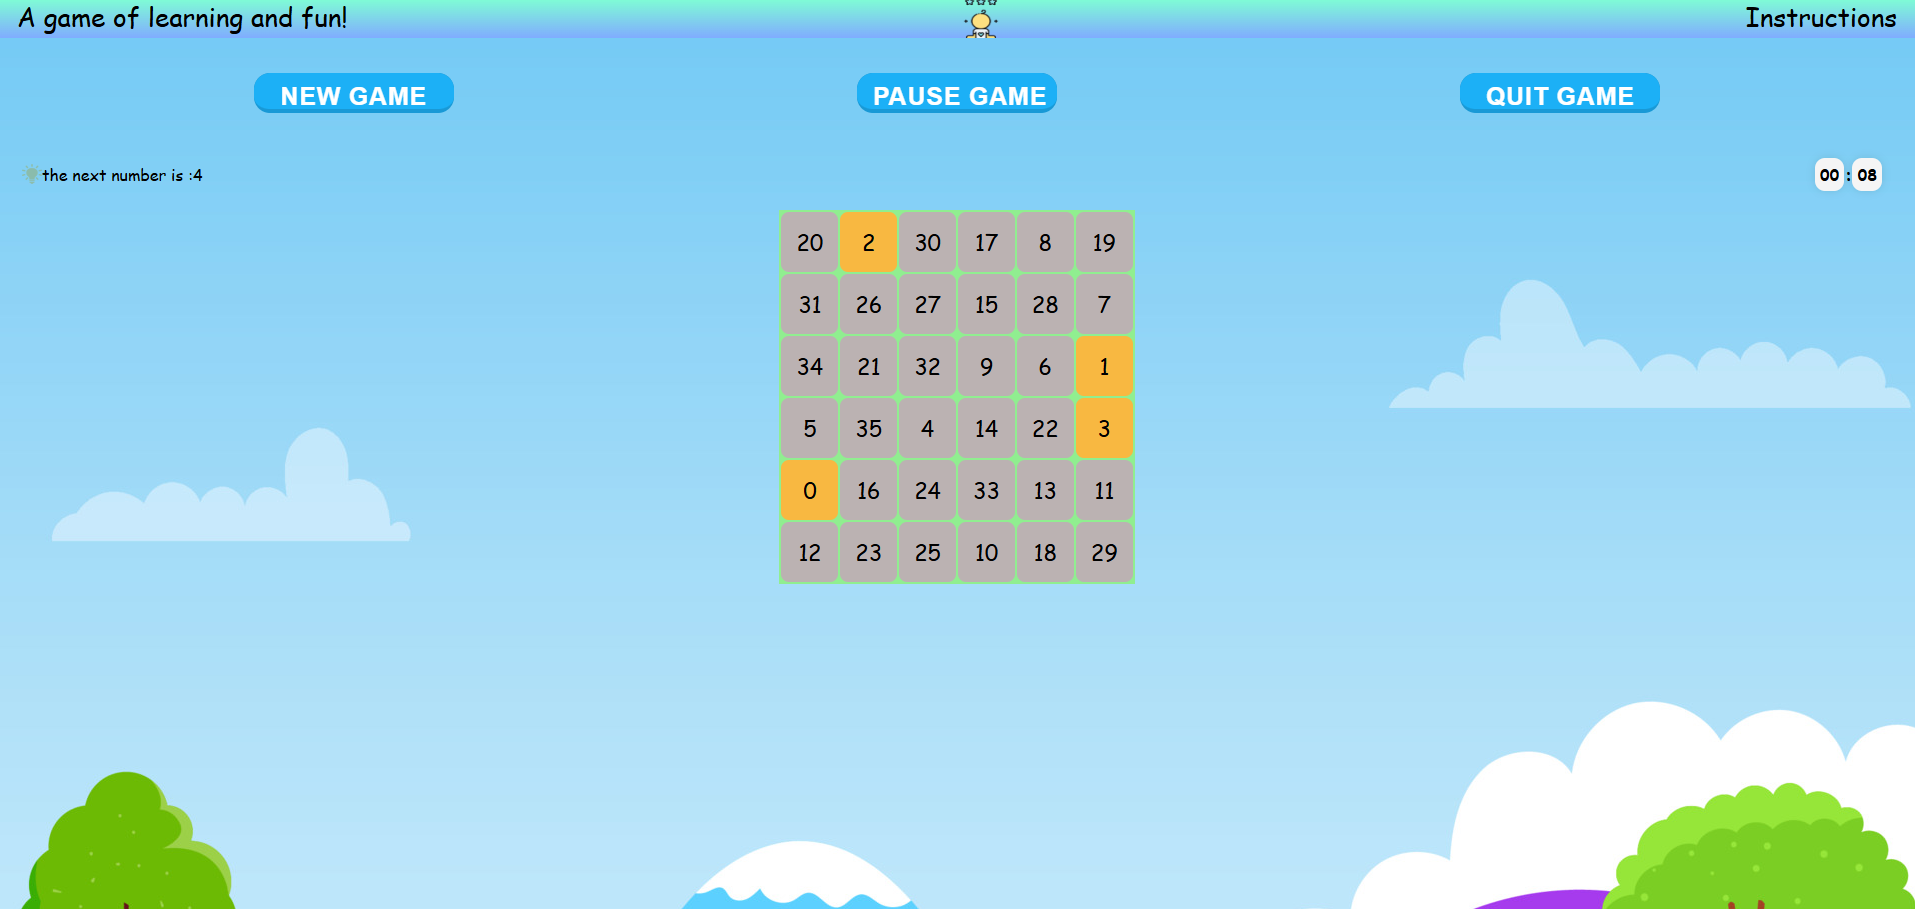 A game of learning and fun!
Instructions
NEW GAME
PAUSE GAME
QUIT GAME
the next number is :4
00 : 08
20 2 30 17 8 19
31 26 27 15 28 7
34 21 32 9 6 1
5 35 4 14 22 3
0 16 24 33 13 11
12 23 25 10 18 29